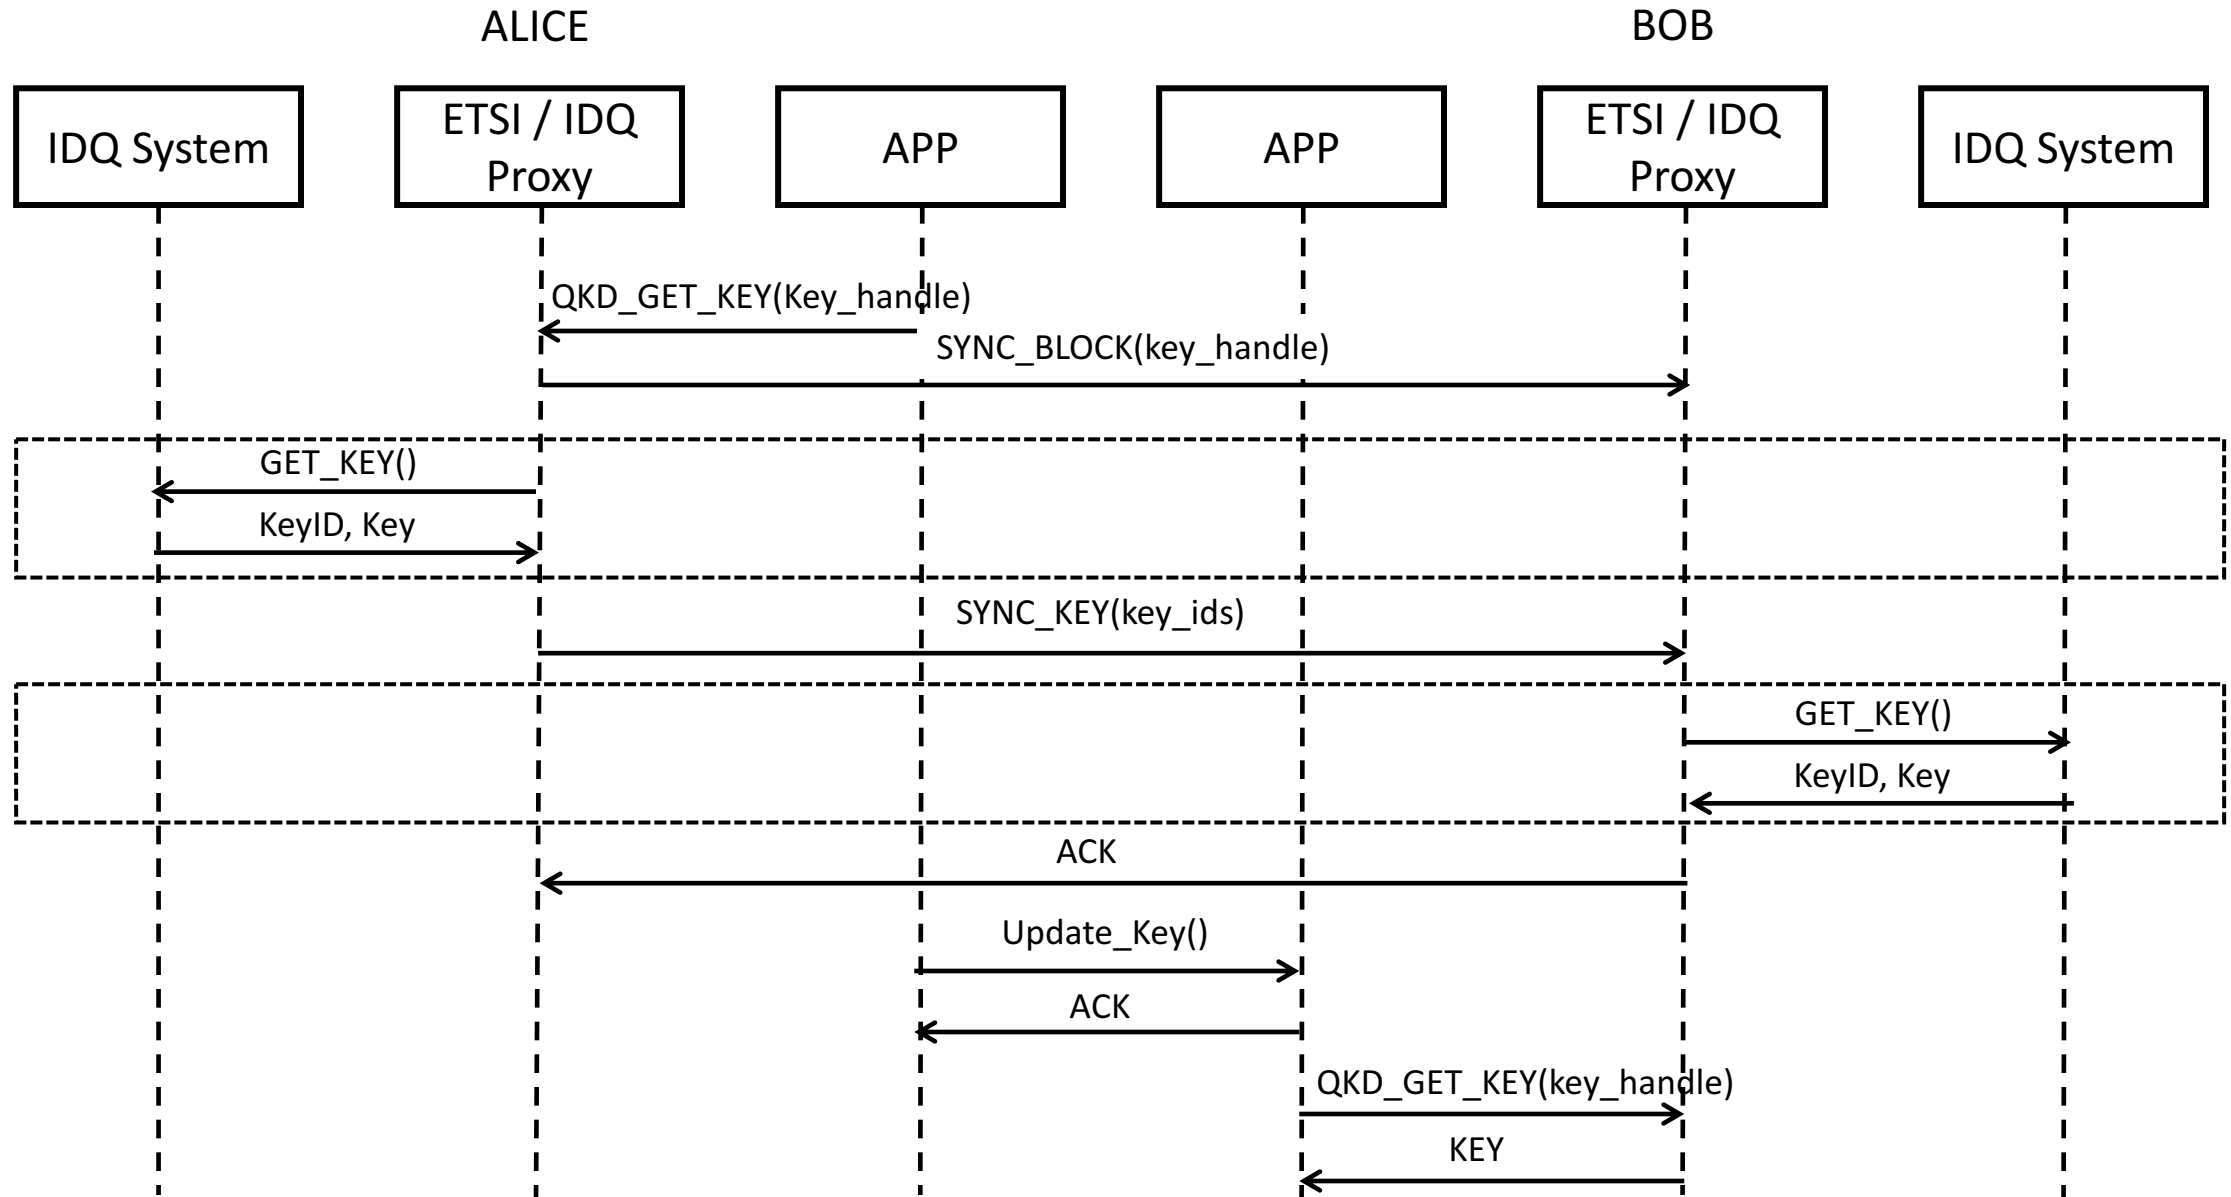 ALICE
BOB
IDQ System
ETSI / IDQ
Proxy
APP
APP
ETSI / IDQ
Proxy
IDQ System
QKD_GET_KEY(Key_handle)
SYNC_BLOCK(key_handle)
GET_KEY()
KeyID, Key
SYNC_KEY(key_ids)
GET_KEY()
KeyID, Key
ACK
Update_Key()
ACK
QKD_GET_KEY(key_handle)
KEY